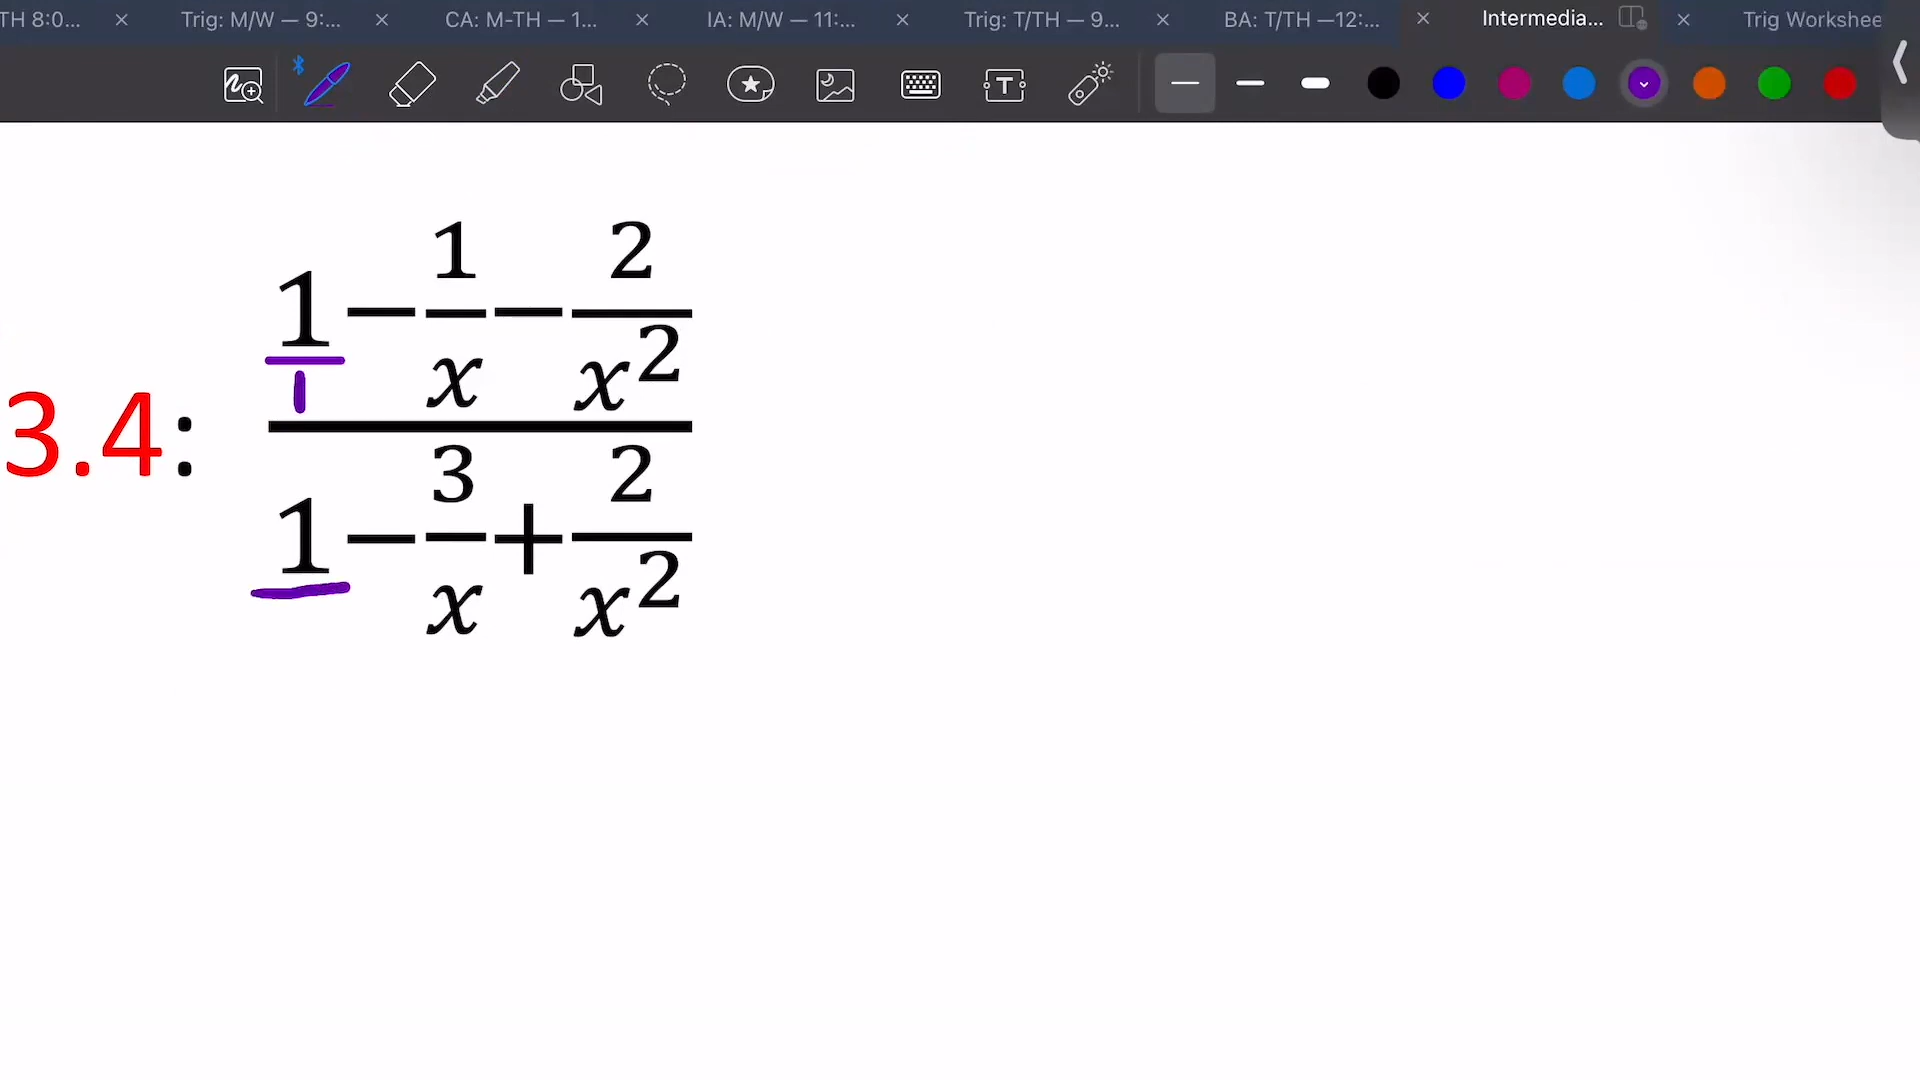 TH 8:0... × Trig: M/W — 9:... × CA: M-TH — 1... × IA: M/W — 11:... × Trig: T/TH — 9... × BA: T/TH —12:... × Intermedia... × Trig Workshee
T
3.4: (1/1 − 1/x − 2/x²) / (1 − 3/x + 2/x²)